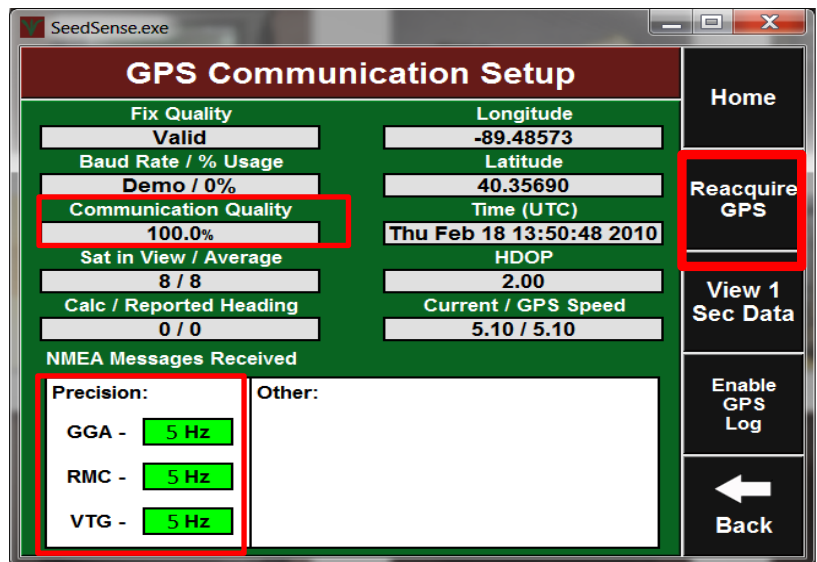 SeedSense.exe
GPS Communication Setup
Fix Quality
Valid
Longitude
-89.48573
Baud Rate / % Usage
Demo / 0%
Latitude
40.35690
Communication Quality
100.0%
Time (UTC)
Thu Feb 18 13:50:48 2010
Sat in View / Average
8 / 8
HDOP
2.00
Calc / Reported Heading
0 / 0
Current / GPS Speed
5.10 / 5.10
NMEA Messages Received
Precision:
GGA - 5 Hz
RMC - 5 Hz
VTG - 5 Hz
Other:
Home
Reacquire
GPS
View 1
Sec Data
Enable
GPS
Log
Back